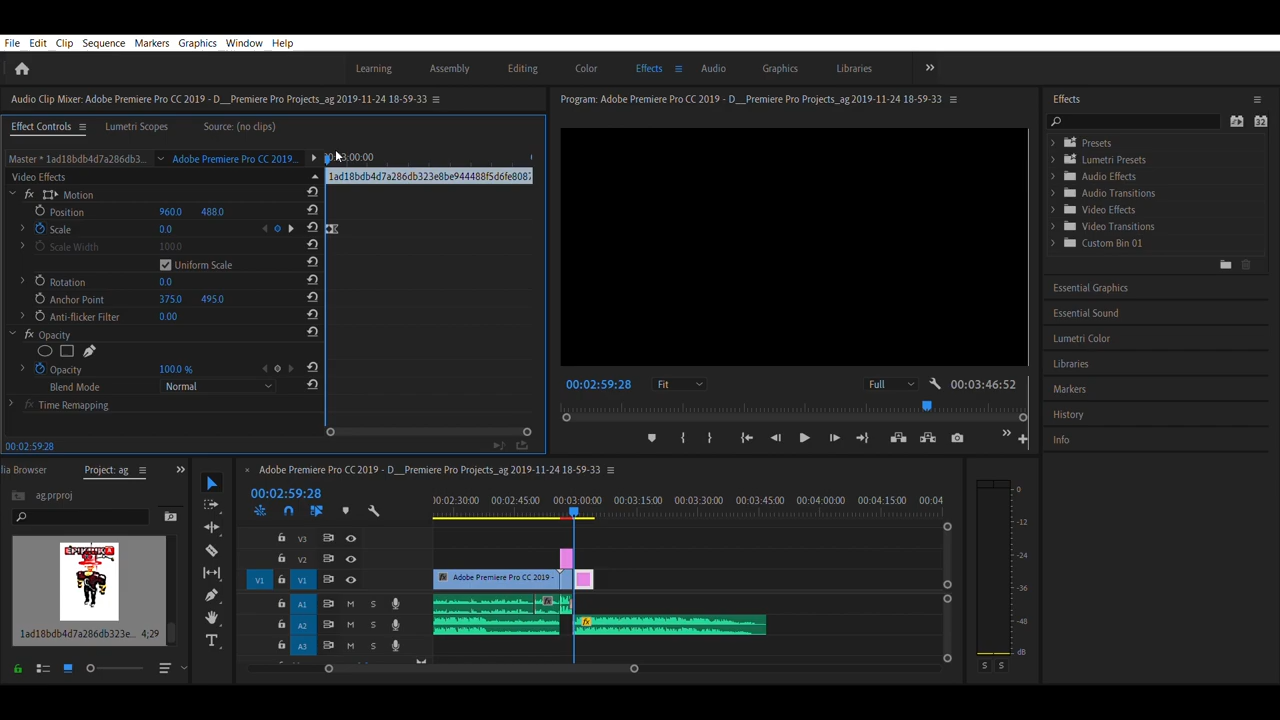 File Edit Clip Sequence Markers Graphics Window Help
Learning Assembly Editing Color Effects Audio Graphics Libraries
Audio Clip Mixer: Adobe Premiere Pro CC 2019 - D__Premiere Pro Projects_ag 2019-11-24 18-59-33
Program: Adobe Premiere Pro CC 2019 - D__Premiere Pro Projects_ag 2019-11-24 18-59-33
Effects
Effect Controls Lumetri Scopes Source: (no clips)
32
Master * 1ad18bdb4d7a286db3... Adobe Premiere Pro CC 2019...
Video Effects
1ad18bdb4d7a286db323e8be944488f5d6fe8087
fx Motion
Position 960.0 488.0
Scale 0.0
Scale Width 100.0
Uniform Scale
Rotation 0.0
Anchor Point 375.0 495.0
Anti-flicker Filter 0.00
fx Opacity
Opacity 100.0 %
Blend Mode Normal
fx Time Remapping
00:02:59:28
00:02:59:28 Fit Full 00:03:46:52
Presets
Lumetri Presets
Audio Effects
Audio Transitions
Video Effects
Video Transitions
Custom Bin 01
Essential Graphics
Essential Sound
Lumetri Color
Libraries
Markers
History
Info
lia Browser Project: ag
ag.prproj
1ad18bdb4d7a286db323e... 4;29
Adobe Premiere Pro CC 2019 - D__Premiere Pro Projects_ag 2019-11-24 18-59-33
00:02:59:28
00:02:30:00 00:02:45:00 00:03:00:00 00:03:15:00 00:03:30:00 00:03:45:00 00:04:00:00 00:04:15:00 00:04
V3
V2
V1 V1 fx Adobe Premiere Pro CC 2019 -
A1 M S fx
A2 M S fx
A3 M S
0
-12
-24
-36
-48
dB
S S